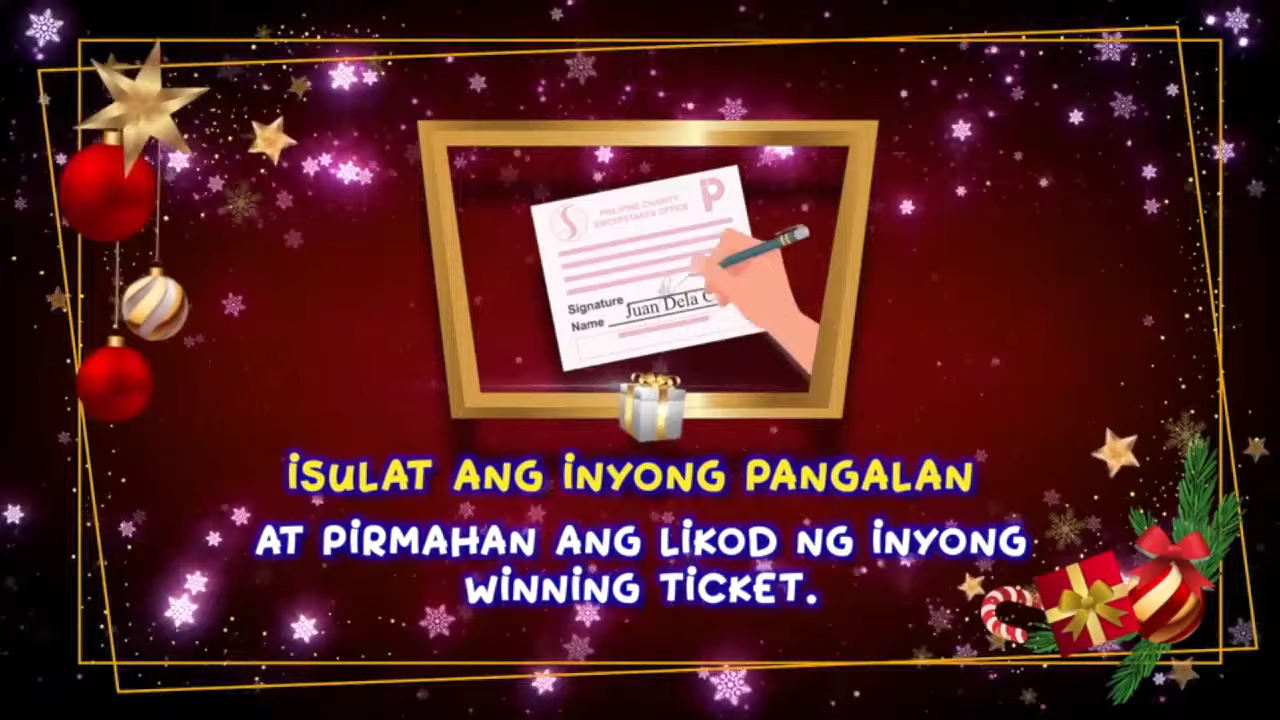 PHILIPPINE CHARITY
SWEEPSTAKES OFFICE
Signature
Name Juan Dela C
iSULAT ANG iNYONG PANGALAN
AT PiRMAHAN ANG LiKOD NG iNYONG
WiNNiNG TiCKET.